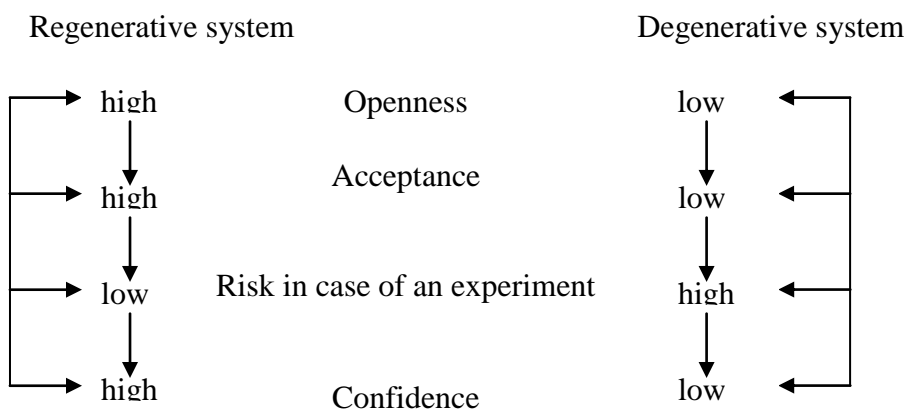 Regenerative system Degenerative system
high Openness low
Acceptance
high low
low Risk in case of an experiment high
high Confidence low